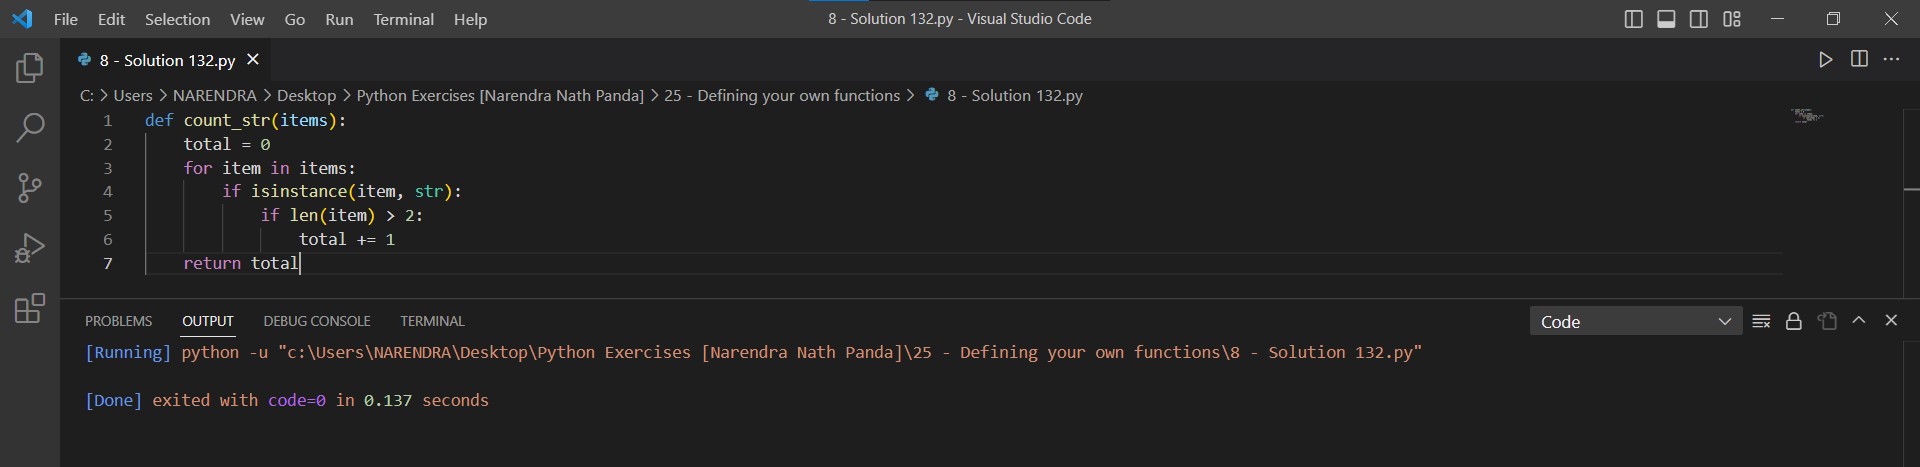 File Edit Selection View Go Run Terminal Help 8 - Solution 132.py - Visual Studio Code
8 - Solution 132.py
C: > Users > NARENDRA > Desktop > Python Exercises [Narendra Nath Panda] > 25 - Defining your own functions > 8 - Solution 132.py
1 def count_str(items):
2     total = 0
3     for item in items:
4         if isinstance(item, str):
5             if len(item) > 2:
6                 total += 1
7     return total
PROBLEMS OUTPUT DEBUG CONSOLE TERMINAL Code
[Running] python -u "c:\Users\NARENDRA\Desktop\Python Exercises [Narendra Nath Panda]\25 - Defining your own functions\8 - Solution 132.py"
[Done] exited with code=0 in 0.137 seconds